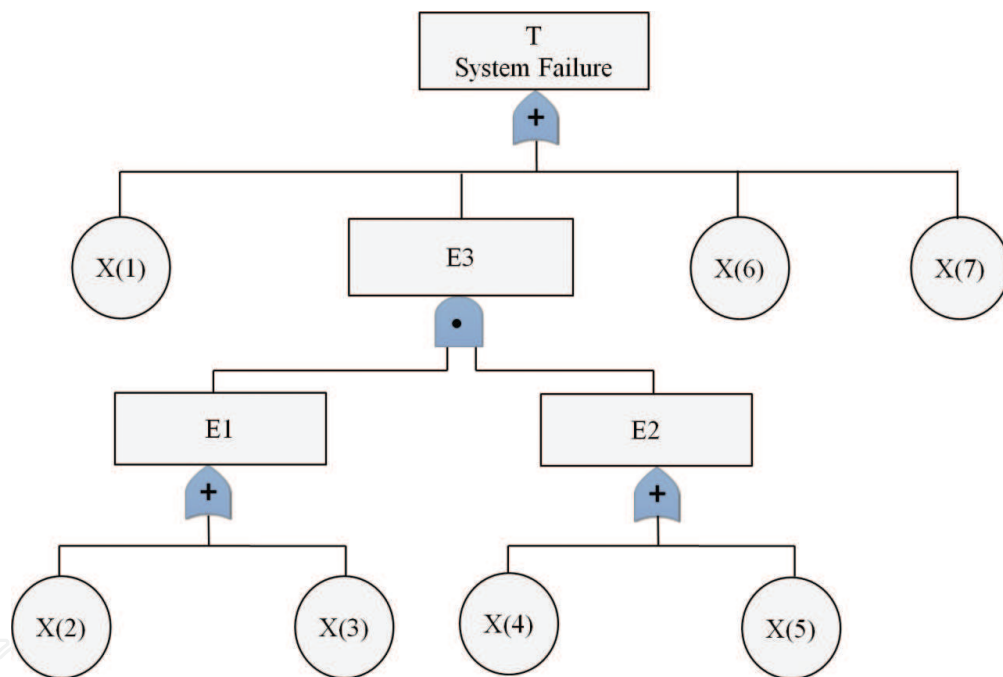 T
System Failure
+
X(1)
E3
X(6)
X(7)
•
E1
E2
+
+
X(2)
X(3)
X(4)
X(5)